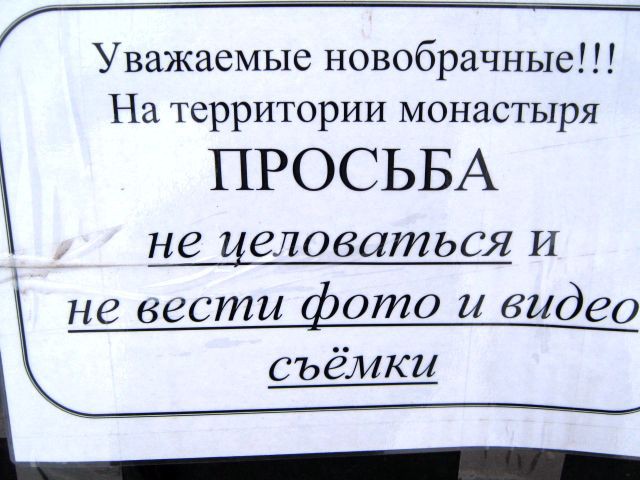 Уважаемые новобрачные!!!
На территории монастыря
ПРОСЬБА
не целоваться и
не вести фото и видео
съёмки